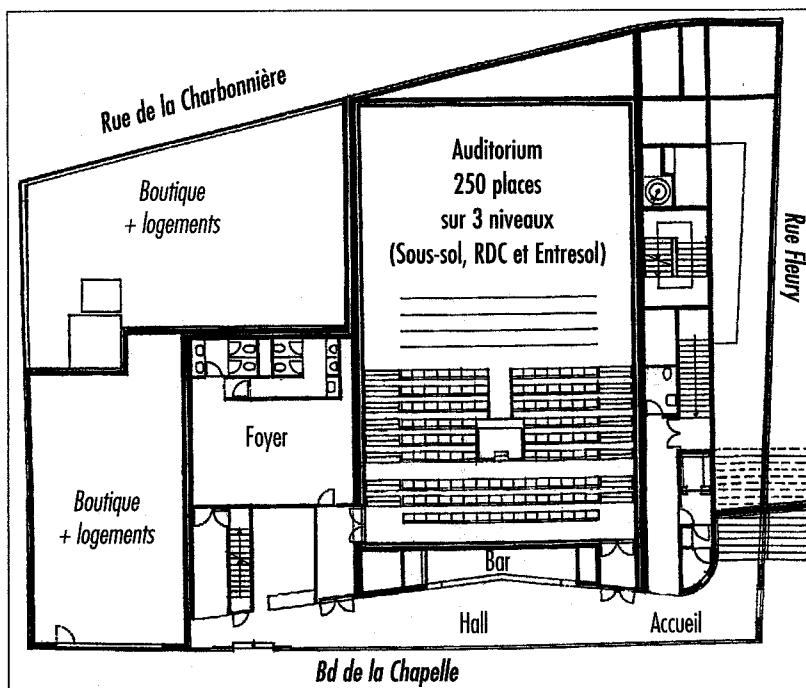 Rue de la Charbonnière
Boutique
+ logements
Auditorium
250 places
sur 3 niveaux
(Sous-sol, RDC et Entresol)
Rue Fleury
Foyer
Boutique
+ logements
Bar
Hall
Accueil
Bd de la Chapelle